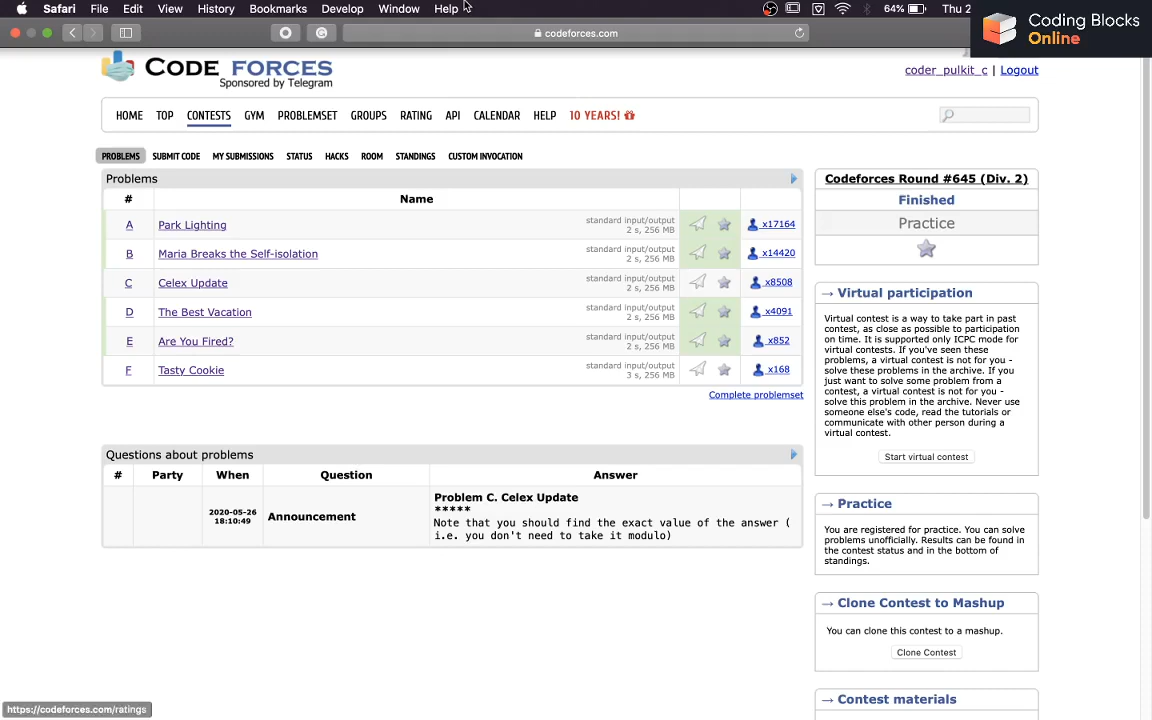 Safari File Edit View History Bookmarks Develop Window Help 64% Thu 2
Coding Blocks
Online
codeforces.com
CODE FORCES
Sponsored by Telegram
coder_pulkit_c | Logout
HOME TOP CONTESTS GYM PROBLEMSET GROUPS RATING API CALENDAR HELP 10 YEARS!
PROBLEMS SUBMIT CODE MY SUBMISSIONS STATUS HACKS ROOM STANDINGS CUSTOM INVOCATION
Problems
# Name
A Park Lighting standard input/output x17164
2 s, 256 MB
B Maria Breaks the Self-isolation standard input/output x14420
2 s, 256 MB
C Celex Update standard input/output x8508
2 s, 256 MB
D The Best Vacation standard input/output x4091
2 s, 256 MB
E Are You Fired? standard input/output x852
2 s, 256 MB
F Tasty Cookie standard input/output x168
3 s, 256 MB
Complete problemset
Questions about problems
# Party When Question Answer
2020-05-26
18:10:49
Announcement
Problem C. Celex Update
*****
Note that you should find the exact value of the answer (
i.e. you don't need to take it modulo)
Codeforces Round #645 (Div. 2)
Finished
Practice
→ Virtual participation
Virtual contest is a way to take part in past
contest, as close as possible to participation
on time. It is supported only ICPC mode for
virtual contests. If you've seen these
problems, a virtual contest is not for you -
solve these problems in the archive. If you
just want to solve some problem from a
contest, a virtual contest is not for you -
solve this problem in the archive. Never use
someone else's code, read the tutorials or
communicate with other person during a
virtual contest.
Start virtual contest
→ Practice
You are registered for practice. You can solve
problems unofficially. Results can be found in
the contest status and in the bottom of
standings.
→ Clone Contest to Mashup
You can clone this contest to a mashup.
Clone Contest
→ Contest materials
https://codeforces.com/ratings